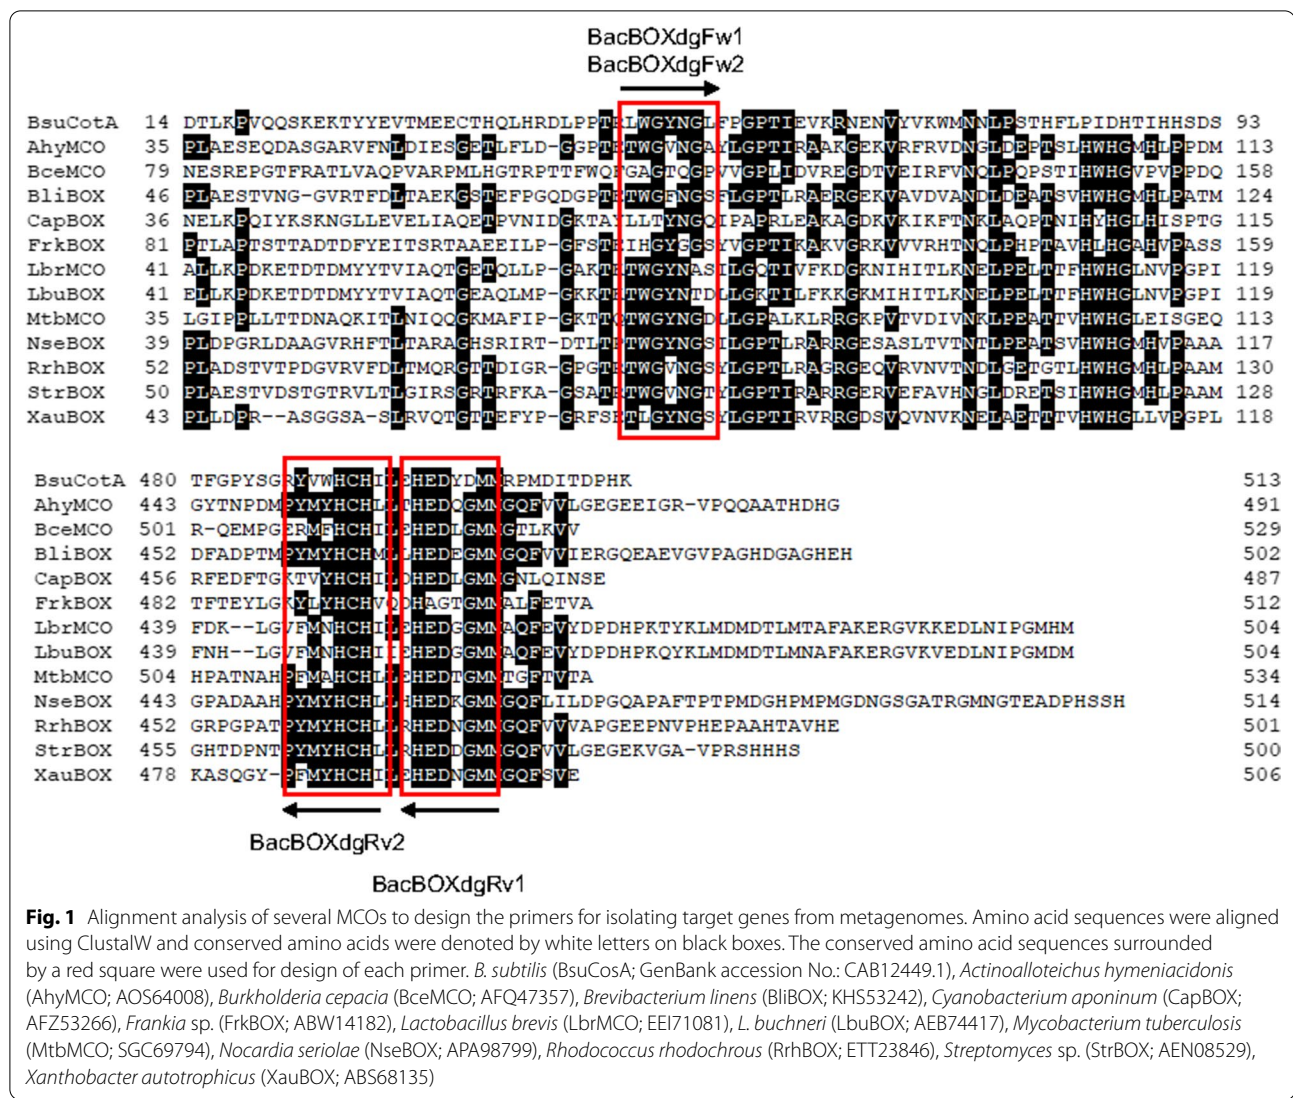 BacBOXdgFw1
BacBOXdgFw2
BsuCotA 14 DTLKPVQQSKEKTYYEVTMEECTHQLHRDLPPTRLWGYNGLFPGPTIEVKRNENVYVKWMNNLPSTHFLPIDHTIHHSDS 93
AhyMCO 35 PLAESEQDASGARVFNLDIESGETLFLD-GGPTETWGVNGAYLGPTIRAAKGEKVRFRVDNGLDEPTSLHWHGMHLPPDM 113
BceMCO 79 NESREPGTFRATLVAQPVARPMLHGTRPTTFWQFGAGTQGPVVGPLIDVREGDTVEIRFVNQLPQPSTIHWHGVPVPPDQ 158
BliBOX 46 PLAESTVNG-GVRTFDLTAEKGSTEFPGQDGPTETWGFNGSFLGPTLRAERGEKVAVDVANDLDEATSVHWHGMHLPATM 124
CapBOX 36 NELKPQIYKSKNGLLEVELIAQETPVNIDGKTAYLLTYNGQIPAPRLEAKAGDKVKIKFTNKLAQPTNIHYHGLHISPTG 115
FrkBOX 81 PTLAPTSTTADTDFYEITSRTAAEEILP-GFSTEIHGYGGSYVGPTIKAKVGRKVVVRHTNQLPHPTAVHLHGAHVPASS 159
LbrMCO 41 ALLKPDKETDTDMYYTVIAQTGETQLLP-GAKTETWGYNASILGQTIVFKDGKNIHITLKNELPELTTFHWHGLNVPGPI 119
LbuBOX 41 ELLKPDKETDTDMYYTVIAQTGEAQLMP-GKKTETWGYNTDLLGKTILFKKGKMIHITLKNELPELTTFHWHGLNVPGPI 119
MtbMCO 35 LGIPPLLTTDNAQKITLNIQQGKMAFIP-GKTTQTWGYNGDLLGPALKLRRGKPVTVDIVNKLPEATTVHWHGLEISGEQ 113
NseBOX 39 PLDPGRLDAAGVRHFTLTARAGHSRIRT-DTLTPTWGYNGSILGPTLRARRGESASLTVTNTLPEATSVHWHGMHVPAAA 117
RrhBOX 52 PLADSTVTPDGVRVFDLTMQRGTTDIGR-GPGTRTWGYNGSYLGPTLRAGRGEQVRVNVTNDLGETGTLHWHGMHLPAAM 130
StrBOX 50 PLAESTVDSTGTRVLTLGIRSGRTRFKA-GSATRTWGVNGTYLGPTIRARRGERVEFAVHNGLDRETSIHWHGMHLPAAM 128
XauBOX 43 PLLDPR--ASGGSA-SLRVQTGTTEFYP-GRFSETLGYNGSYLGPTIRVRRGDSVQVNVKNELAETTTVHWHGLLVPGPL 118
BsuCotA 480 TFGPYSGRYVWHCHILEHEDYDMMRPMDITDPHK 513
AhyMCO 443 GYTNPDMPYMYHCHLLTHEDQGMMGQFVVLGEGEEIGR-VPQQAATHDHG 491
BceMCO 501 R-QEMPGERMFHCHILEHEDLGMMGTLKVV 529
BliBOX 452 DFADPTMPYMYHCHMLLHEDEGMMGQFVVIERGQEAEVGVPAGHDGAGHEH 502
CapBOX 456 RFEDFTGKTVYHCHILDHEDLGMMGNLQINSE 487
FrkBOX 482 TFTEYLGKYLYHCHVQDHAGTGMMALFETVA 512
LbrMCO 439 FDK--LGVFMNHCHILEHEDGGMMAQFEVYDPDHPKTYKLMDMDTLMTAFAKERGVKKEDLNIPGMHM 504
LbuBOX 439 FNH--LGVFMNHCHIIEHEDGGMMAQFEVYDPDHPKQYKLMDMDTLMNAFAKERGVKVEDLNIPGMDM 504
MtbMCO 504 HPATNAHPFMAHCHLLEHEDTGMMTGFTVTA 534
NseBOX 443 GPADAAHPYMYHCHLLHHEDKGMMGQFLILDPGQAPAFTPTPMDGHPMPMGDNGSGATRGMNGTEADPHSSH 514
RrhBOX 452 GRPGPATPYMYHCHLLRHEDNGMMGQFVVVAPGEEPNVPHEPAAHTAVHE 501
StrBOX 455 GHTDPNTPYMYHCHLLRHEDDGMMGQFVVLGEGEKVGA-VPRSHHHS 500
XauBOX 478 KASQGY-PFMYHCHILEHEDNGMMGQFSVE 506
BacBOXdgRv2
BacBOXdgRv1
Fig. 1 Alignment analysis of several MCOs to design the primers for isolating target genes from metagenomes. Amino acid sequences were aligned
using ClustalW and conserved amino acids were denoted by white letters on black boxes. The conserved amino acid sequences surrounded
by a red square were used for design of each primer. B. subtilis (BsuCosA; GenBank accession No.: CAB12449.1), Actinoalloteichus hymeniacidonis
(AhyMCO; AOS64008), Burkholderia cepacia (BceMCO; AFQ47357), Brevibacterium linens (BliBOX; KHS53242), Cyanobacterium aponinum (CapBOX;
AFZ53266), Frankia sp. (FrkBOX; ABW14182), Lactobacillus brevis (LbrMCO; EEI71081), L. buchneri (LbuBOX; AEB74417), Mycobacterium tuberculosis
(MtbMCO; SGC69794), Nocardia seriolae (NseBOX; APA98799), Rhodococcus rhodochrous (RrhBOX; ETT23846), Streptomyces sp. (StrBOX; AEN08529),
Xanthobacter autotrophicus (XauBOX; ABS68135)